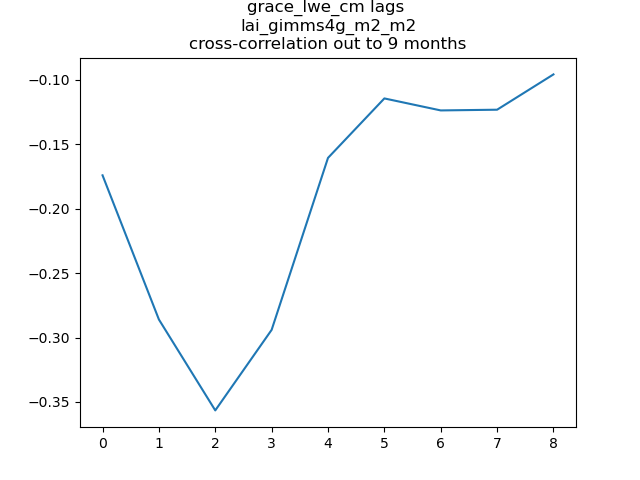 grace_lwe_cm lags
lai_gimms4g_m2_m2
cross-correlation out to 9 months
−0.10
−0.15
−0.20
−0.25
−0.30
−0.35
0 1 2 3 4 5 6 7 8